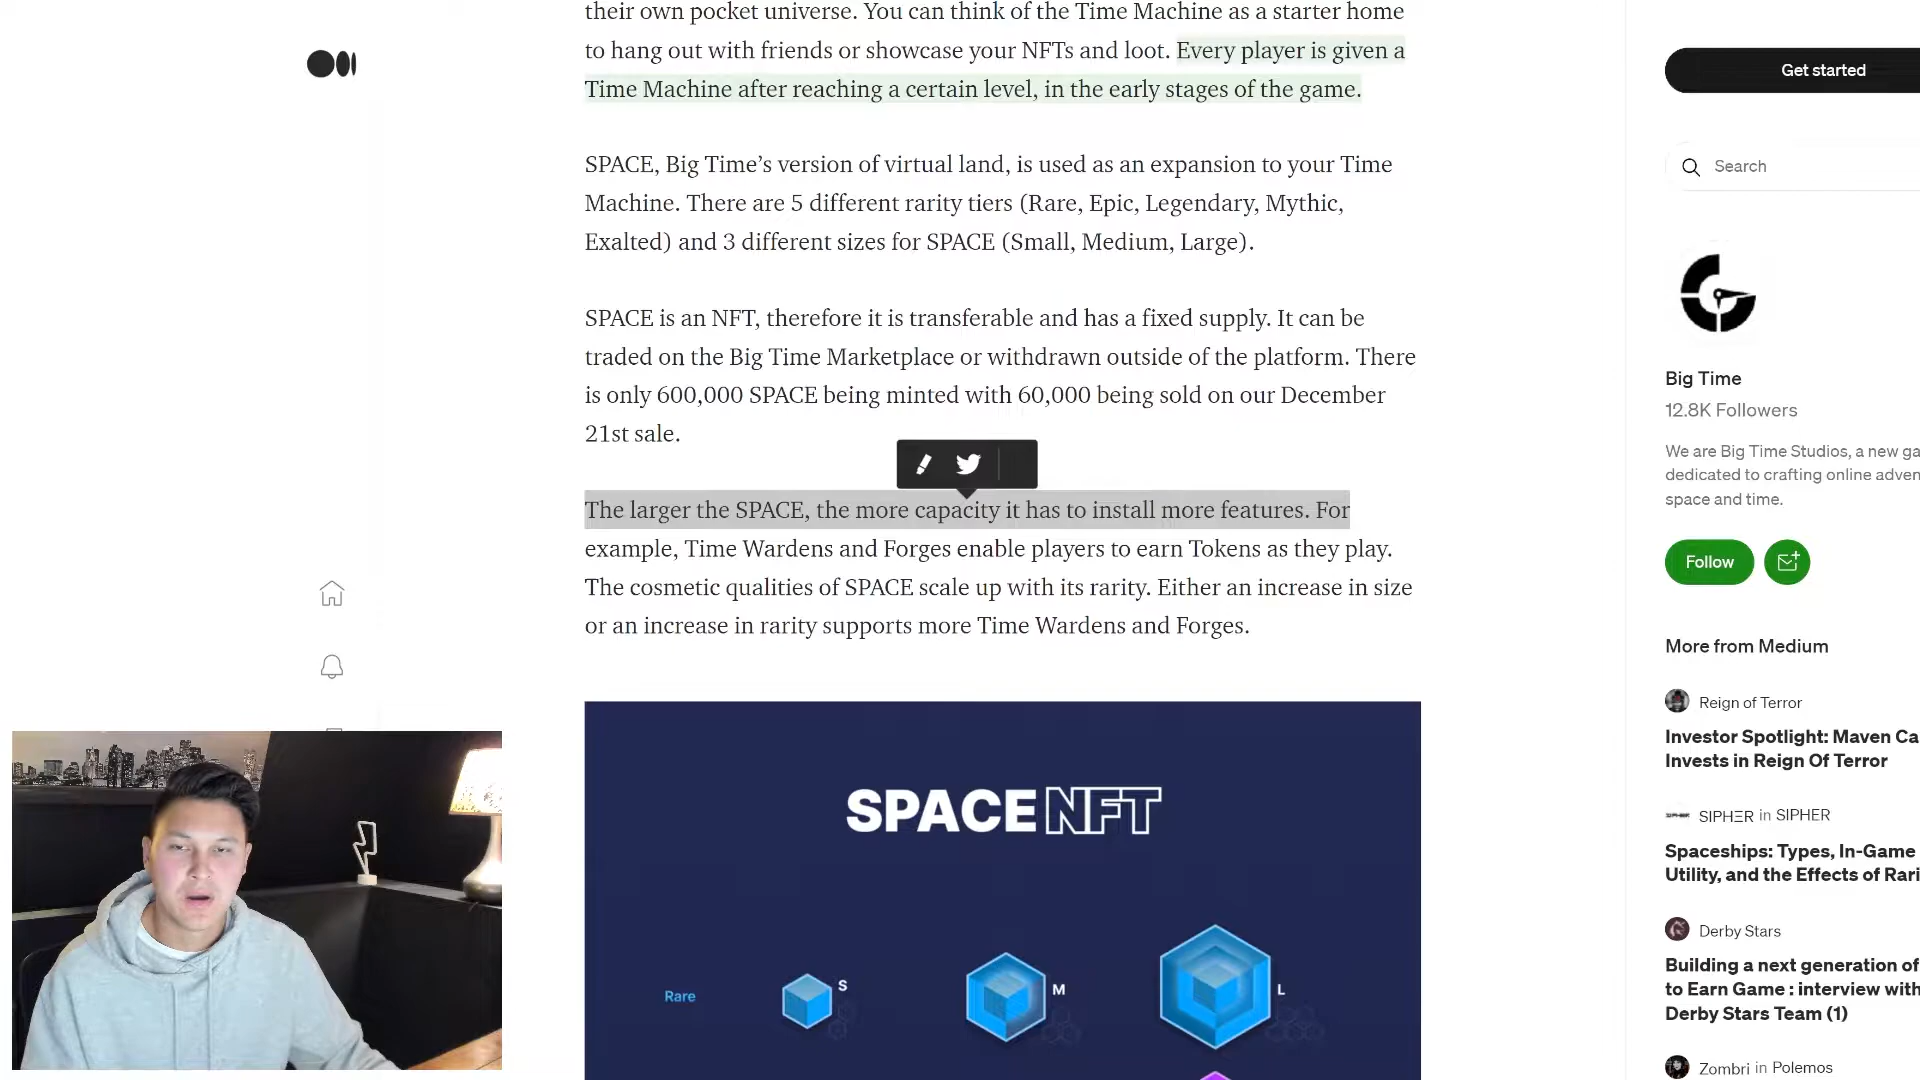 their own pocket universe. You can think of the Time Machine as a starter home
to hang out with friends or showcase your NFTs and loot. Every player is given a
Time Machine after reaching a certain level, in the early stages of the game.
SPACE, Big Time’s version of virtual land, is used as an expansion to your Time
Machine. There are 5 different rarity tiers (Rare, Epic, Legendary, Mythic,
Exalted) and 3 different sizes for SPACE (Small, Medium, Large).
SPACE is an NFT, therefore it is transferable and has a fixed supply. It can be
traded on the Big Time Marketplace or withdrawn outside of the platform. There
is only 600,000 SPACE being minted with 60,000 being sold on our December
21st sale.
The larger the SPACE, the more capacity it has to install more features. For
example, Time Wardens and Forges enable players to earn Tokens as they play.
The cosmetic qualities of SPACE scale up with its rarity. Either an increase in size
or an increase in rarity supports more Time Wardens and Forges.
SPACE NFT
Rare
S
M
L
Get started
Search
Big Time
12.8K Followers
We are Big Time Studios, a new ga
dedicated to crafting online adven
space and time.
Follow
More from Medium
Reign of Terror
Investor Spotlight: Maven Ca
Invests in Reign Of Terror
SIPHER in SIPHER
Spaceships: Types, In-Game
Utility, and the Effects of Rari
Derby Stars
Building a next generation of
to Earn Game : interview with
Derby Stars Team (1)
Zombri in Polemos